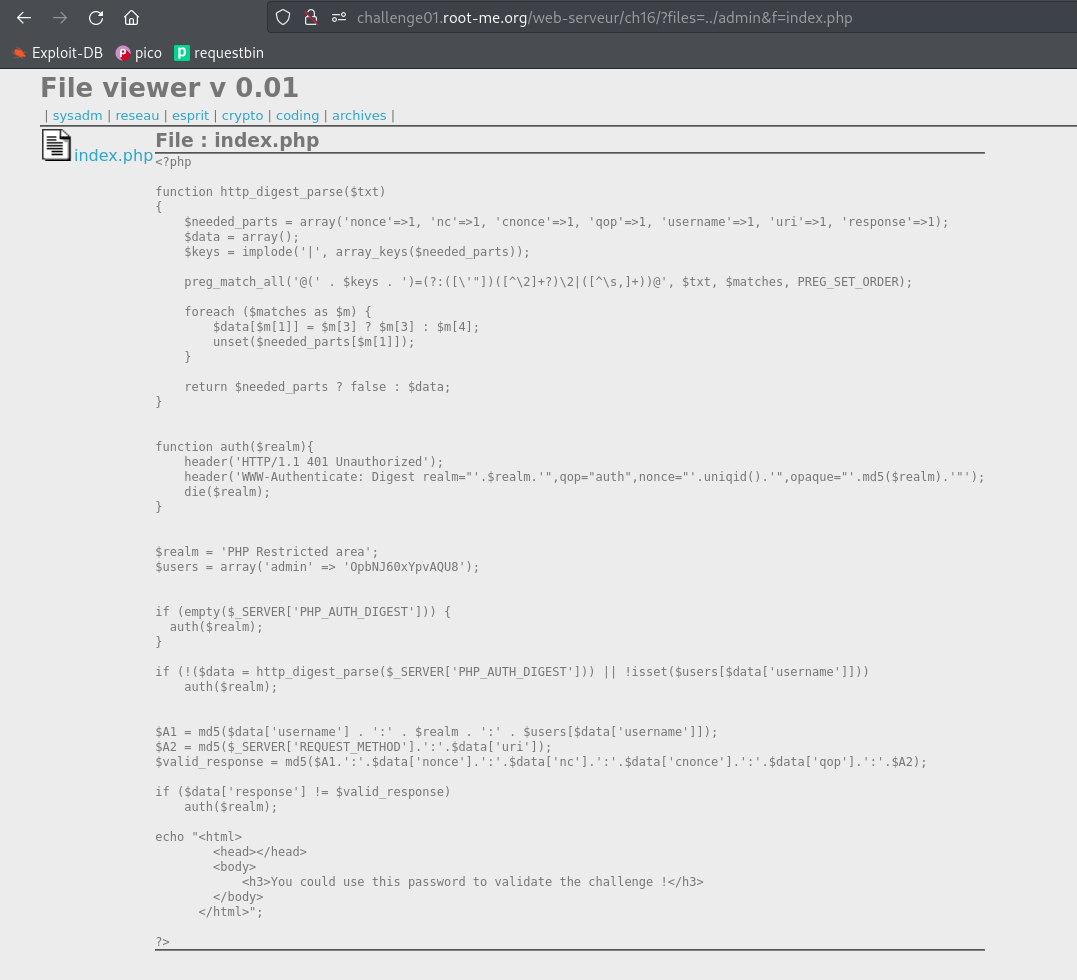 challenge01.root-me.org/web-serveur/ch16/?files=../admin&f=index.php
Exploit-DB pico requestbin
File viewer v 0.01
| sysadm | reseau | esprit | crypto | coding | archives |
index.php
File : index.php
<?php

function http_digest_parse($txt)
{
    $needed_parts = array('nonce'=>1, 'nc'=>1, 'cnonce'=>1, 'qop'=>1, 'username'=>1, 'uri'=>1, 'response'=>1);
    $data = array();
    $keys = implode('|', array_keys($needed_parts));

    preg_match_all('@(' . $keys . ')=(?:([\'"])([^\2]+?)\2|([^\s,]+))@', $txt, $matches, PREG_SET_ORDER);

    foreach ($matches as $m) {
        $data[$m[1]] = $m[3] ? $m[3] : $m[4];
        unset($needed_parts[$m[1]]);
    }

    return $needed_parts ? false : $data;
}


function auth($realm){
    header('HTTP/1.1 401 Unauthorized');
    header('WWW-Authenticate: Digest realm="'.$realm.'",qop="auth",nonce="'.uniqid().'",opaque="'.md5($realm).'"');
    die($realm);
}


$realm = 'PHP Restricted area';
$users = array('admin' => 'OpbNJ60xYpvAQU8');


if (empty($_SERVER['PHP_AUTH_DIGEST'])) {
  auth($realm);
}

if (!($data = http_digest_parse($_SERVER['PHP_AUTH_DIGEST'])) || !isset($users[$data['username']]))
    auth($realm);


$A1 = md5($data['username'] . ':' . $realm . ':' . $users[$data['username']]);
$A2 = md5($_SERVER['REQUEST_METHOD'].':'.$data['uri']);
$valid_response = md5($A1.':'.$data['nonce'].':'.$data['nc'].':'.$data['cnonce'].':'.$data['qop'].':'.$A2);

if ($data['response'] != $valid_response)
    auth($realm);

echo "<html>
        <head></head>
        <body>
            <h3>You could use this password to validate the challenge !</h3>
        </body>
      </html>";

?>